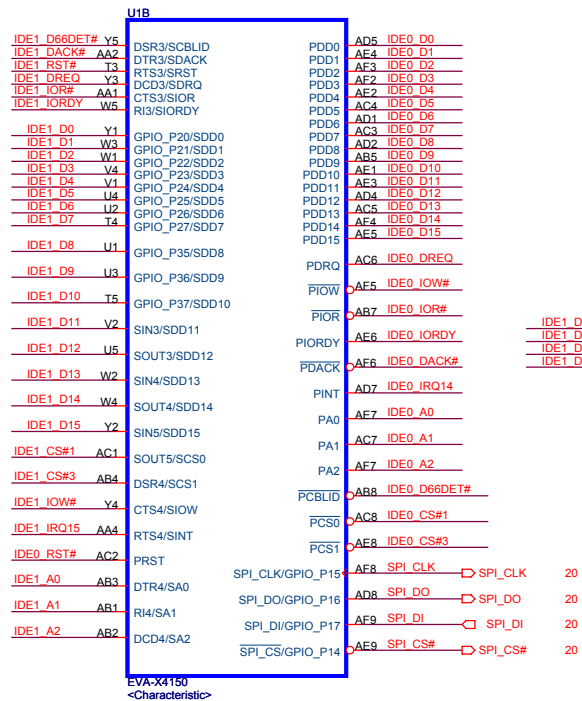 U1B
IDE1_D66DET# Y5 DSR3/SCBLID
IDE1_DACK# AA2 DTR3/SDACK
IDE1_RST# T3 RTS3/SRST
IDE1_DREQ Y3 DCD3/SDRQ
IDE1_IOR# AA1 CTS3/SIOR
IDE1_IORDY W5 RI3/SIORDY
IDE1_D0 Y1 GPIO_P20/SDD0
IDE1_D1 W3 GPIO_P21/SDD1
IDE1_D2 W1 GPIO_P22/SDD2
IDE1_D3 V4 GPIO_P23/SDD3
IDE1_D4 V1 GPIO_P24/SDD4
IDE1_D5 U4 GPIO_P25/SDD5
IDE1_D6 U2 GPIO_P26/SDD6
IDE1_D7 T4 GPIO_P27/SDD7
IDE1_D8 U1 GPIO_P35/SDD8
IDE1_D9 U3 GPIO_P36/SDD9
IDE1_D10 T5 GPIO_P37/SDD10
IDE1_D11 V2 SIN3/SDD11
IDE1_D12 U5 SOUT3/SDD12
IDE1_D13 W2 SIN4/SDD13
IDE1_D14 W4 SOUT4/SDD14
IDE1_D15 Y2 SIN5/SDD15
IDE1_CS#1 AC1 SOUT5/SCS0
IDE1_CS#3 AB4 DSR4/SCS1
IDE1_IOW# Y4 CTS4/SIOW
IDE1_IRQ15 AA4 RTS4/SINT
IDE0_RST# AC2 PRST
IDE1_A0 AB3 DTR4/SA0
IDE1_A1 AB1 RI4/SA1
IDE1_A2 AB2 DCD4/SA2
PDD0 AD5 IDE0_D0
PDD1 AE4 IDE0_D1
PDD2 AF3 IDE0_D2
PDD3 AF2 IDE0_D3
PDD4 AE2 IDE0_D4
PDD5 AC4 IDE0_D5
PDD6 AD1 IDE0_D6
PDD7 AC3 IDE0_D7
PDD8 AD2 IDE0_D8
PDD9 AB5 IDE0_D9
PDD10 AE1 IDE0_D10
PDD11 AE3 IDE0_D11
PDD12 AD4 IDE0_D12
PDD13 AC5 IDE0_D13
PDD14 AF4 IDE0_D14
PDD15 AE5 IDE0_D15
PDRQ AC6 IDE0_DREQ
PIOW AF5 IDE0_IOW#
PIOR AB7 IDE0_IOR#
PIORDY AE6 IDE0_IORDY
PDACK AF6 IDE0_DACK#
PINT AD7 IDE0_IRQ14
PA0 AE7 IDE0_A0
PA1 AC7 IDE0_A1
PA2 AF7 IDE0_A2
PCBLID AB8 IDE0_D66DET#
PCS0 AC8 IDE0_CS#1
PCS1 AE8 IDE0_CS#3
SPI_CLK/GPIO_P15 AF8 SPI_CLK SPI_CLK 20
SPI_DO/GPIO_P16 AD8 SPI_DO SPI_DO 20
SPI_DI/GPIO_P17 AF9 SPI_DI SPI_DI 20
SPI_CS/GPIO_P14 AE9 SPI_CS# SPI_CS# 20
IDE1_D
IDE1_D
IDE1_D
IDE1_D
EVA-X4150
<Characteristic>